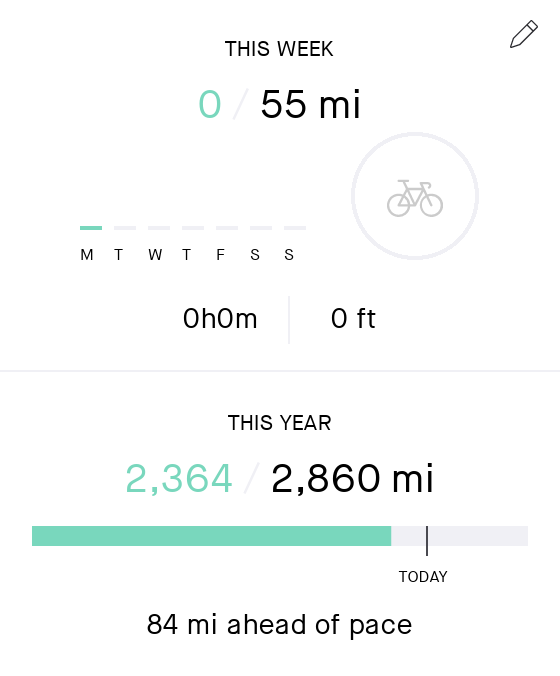 THIS WEEK
0 / 55 mi
M T W T F S S
0h0m 0 ft
THIS YEAR
2,364 / 2,860 mi
TODAY
84 mi ahead of pace